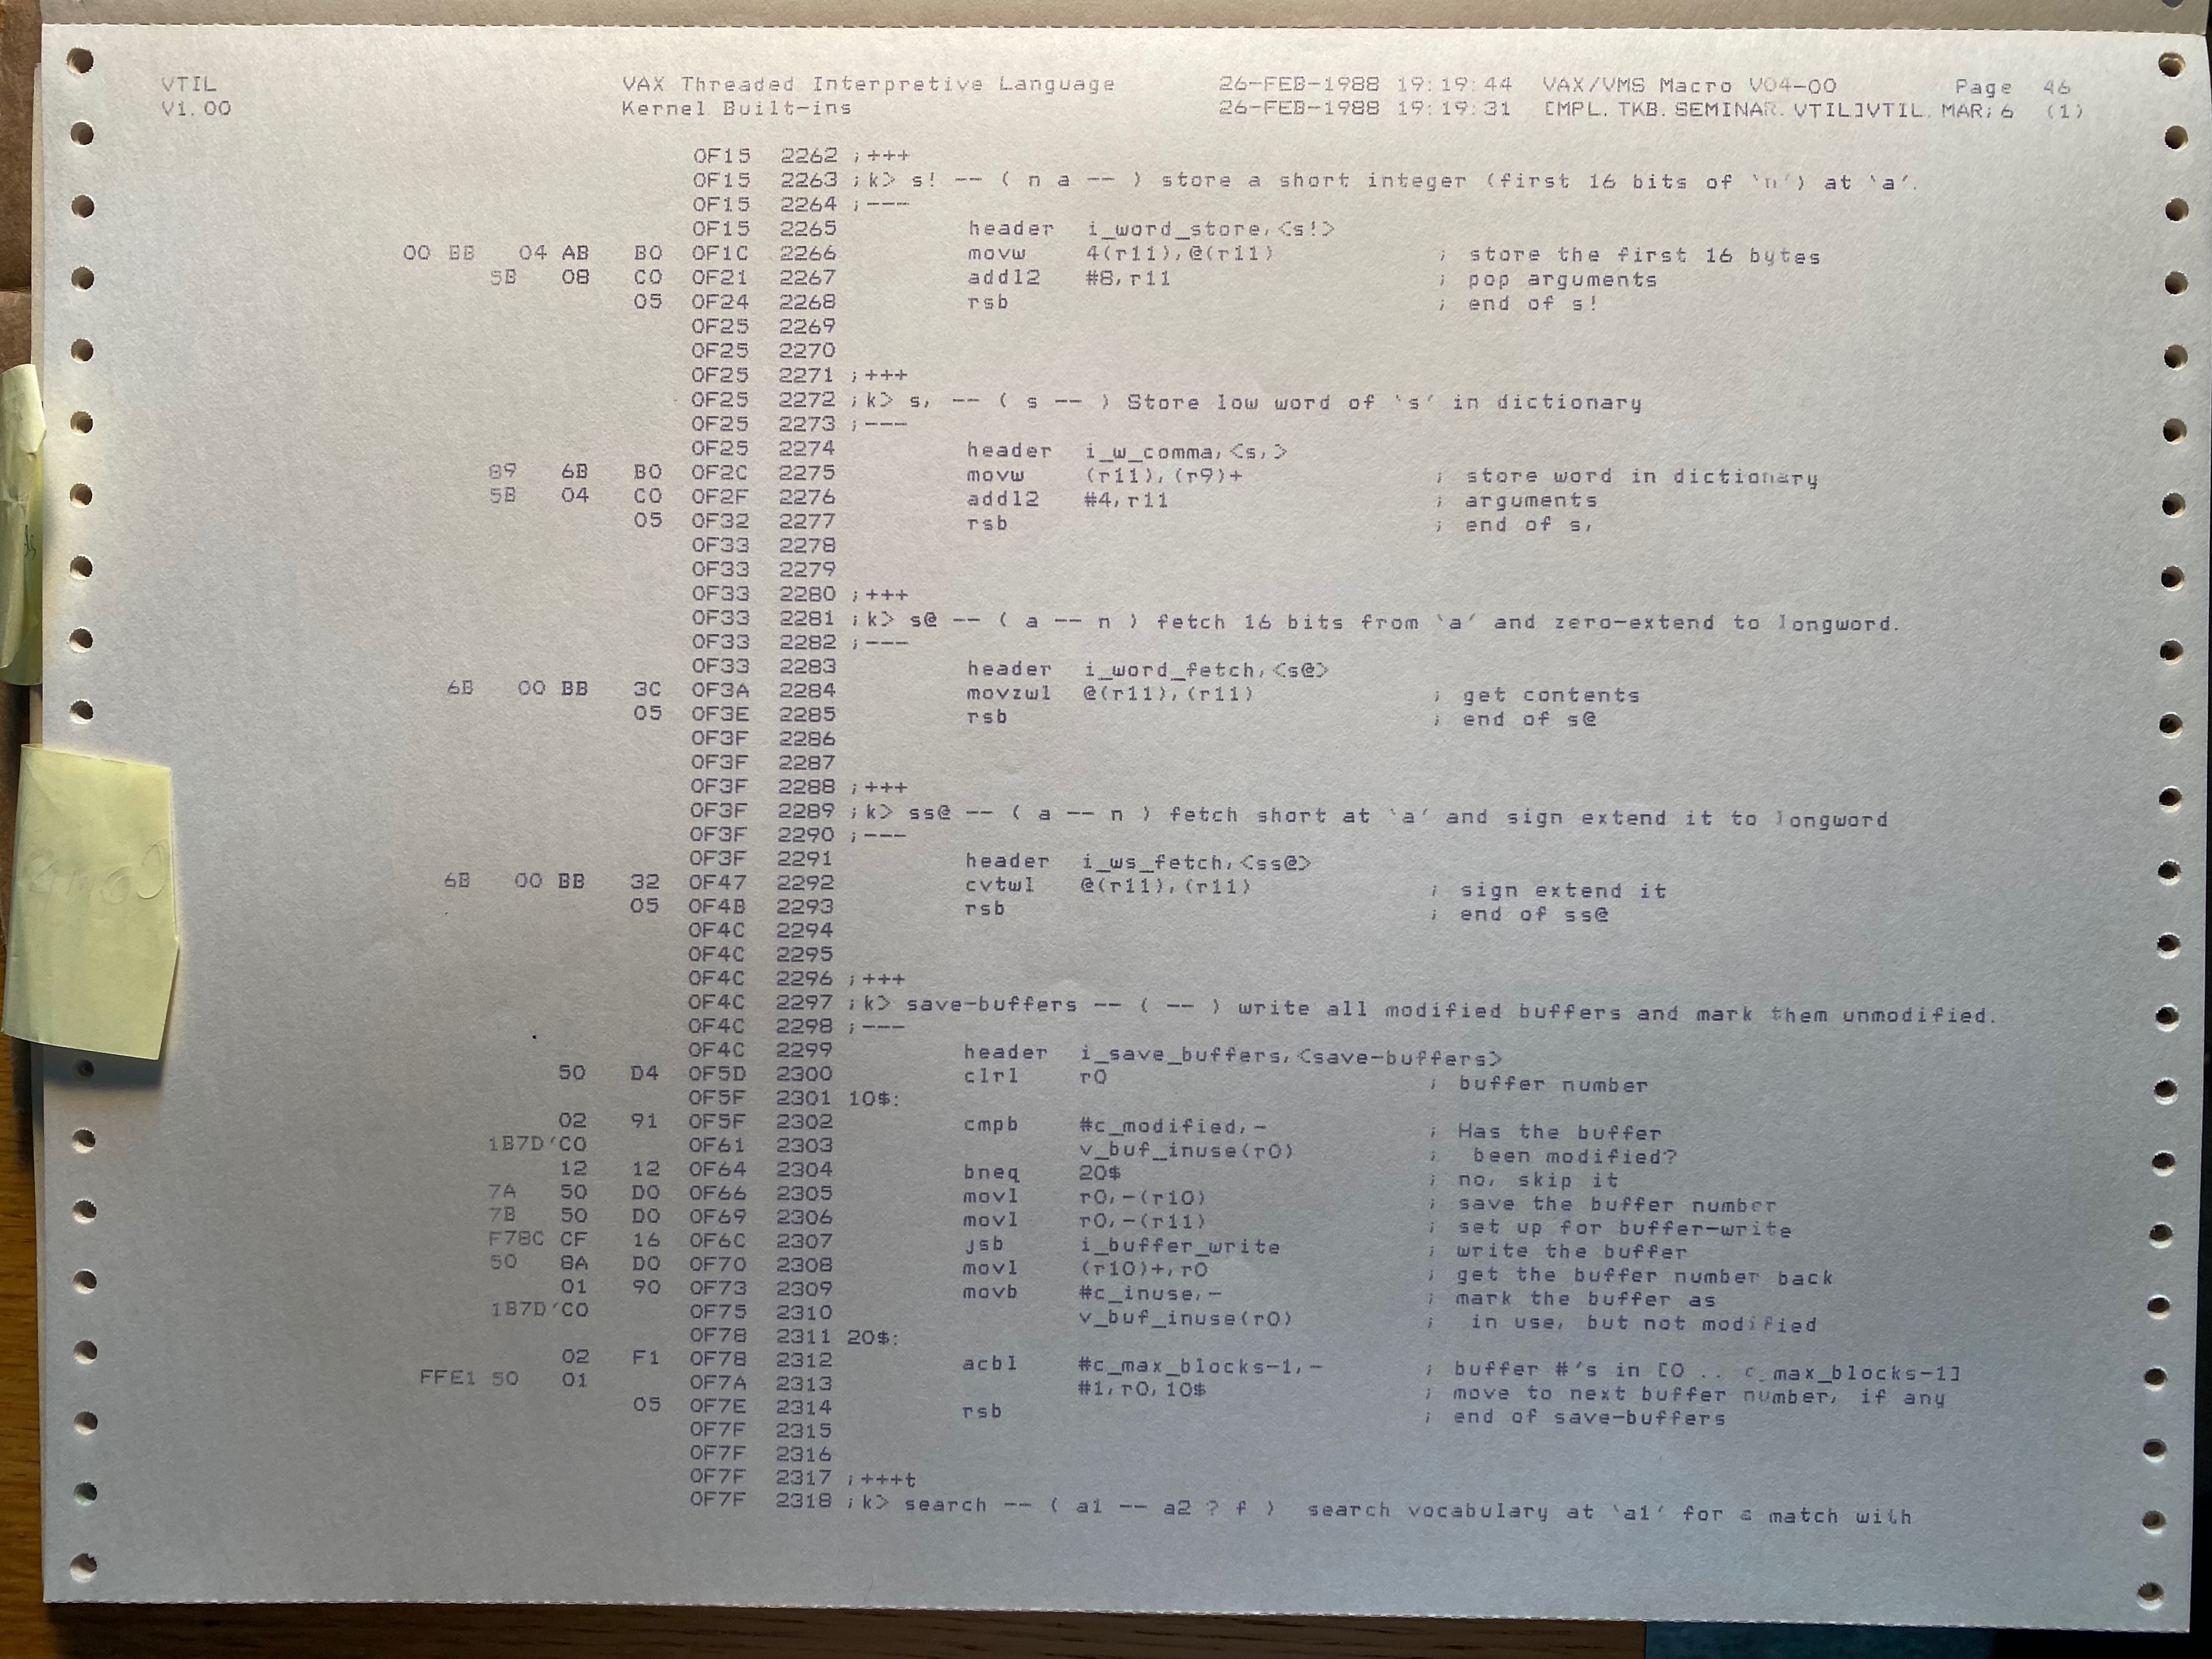 VTIL VAX Threaded Interpretive Language 26-FEB-1988 19:19:44 VAX/VMS Macro V04-00 Page 46
V1.00 Kernel Built-ins 26-FEB-1988 19:19:31 [MPL.TKB.SEMINAR.VTIL]VTIL.MAR;6 (1)
0F15 2262 ;+++
0F15 2263 ;k> s! -- ( n a -- ) store a short integer (first 16 bits of `n') at `a'.
0F15 2264 ;---
0F15 2265 header i_word_store,<s!>
00 BB 04 AB B0 0F1C 2266 movw 4(r11),@(r11) ; store the first 16 bytes
5B 08 C0 0F21 2267 addl2 #8,r11 ; pop arguments
05 0F24 2268 rsb ; end of s!
0F25 2269
0F25 2270
0F25 2271 ;+++
0F25 2272 ;k> s, -- ( s -- ) Store low word of `s' in dictionary
0F25 2273 ;---
0F25 2274 header i_w_comma,<s,>
89 6B B0 0F2C 2275 movw (r11),(r9)+ ; store word in dictionary
5B 04 C0 0F2F 2276 addl2 #4,r11 ; arguments
05 0F32 2277 rsb ; end of s,
0F33 2278
0F33 2279
0F33 2280 ;+++
0F33 2281 ;k> s@ -- ( a -- n ) fetch 16 bits from `a' and zero-extend to longword.
0F33 2282 ;---
0F33 2283 header i_word_fetch,<s@>
6B 00 BB 3C 0F3A 2284 movzwl @(r11),(r11) ; get contents
05 0F3E 2285 rsb ; end of s@
0F3F 2286
0F3F 2287
0F3F 2288 ;+++
0F3F 2289 ;k> ss@ -- ( a -- n ) fetch short at `a' and sign extend it to longword
0F3F 2290 ;---
0F3F 2291 header i_ws_fetch,<ss@>
6B 00 BB 32 0F47 2292 cvtwl @(r11),(r11) ; sign extend it
05 0F4B 2293 rsb ; end of ss@
0F4C 2294
0F4C 2295
0F4C 2296 ;+++
0F4C 2297 ;k> save-buffers -- ( -- ) write all modified buffers and mark them unmodified.
0F4C 2298 ;---
0F4C 2299 header i_save_buffers,<save-buffers>
50 D4 0F5D 2300 clrl r0 ; buffer number
0F5F 2301 10$:
02 91 0F5F 2302 cmpb #c_modified,- ; Has the buffer
1B7D'C0 0F61 2303 v_buf_inuse(r0) ; been modified?
12 12 0F64 2304 bneq 20$ ; no, skip it
7A 50 D0 0F66 2305 movl r0,-(r10) ; save the buffer number
7B 50 D0 0F69 2306 movl r0,-(r11) ; set up for buffer-write
F78C CF 16 0F6C 2307 jsb i_buffer_write ; write the buffer
50 8A D0 0F70 2308 movl (r10)+,r0 ; get the buffer number back
01 90 0F73 2309 movb #c_inuse,- ; mark the buffer as
1B7D'C0 0F75 2310 v_buf_inuse(r0) ; in use, but not modified
0F78 2311 20$:
02 F1 0F78 2312 acbl #c_max_blocks-1,- ; buffer #'s in [0 .. c_max_blocks-1]
FFE1 50 01 0F7A 2313 #1,r0,10$ ; move to next buffer number, if any
05 0F7E 2314 rsb ; end of save-buffers
0F7F 2315
0F7F 2316
0F7F 2317 ;+++t
0F7F 2318 ;k> search -- ( a1 -- a2 ? f ) search vocabulary at `a1' for a match with